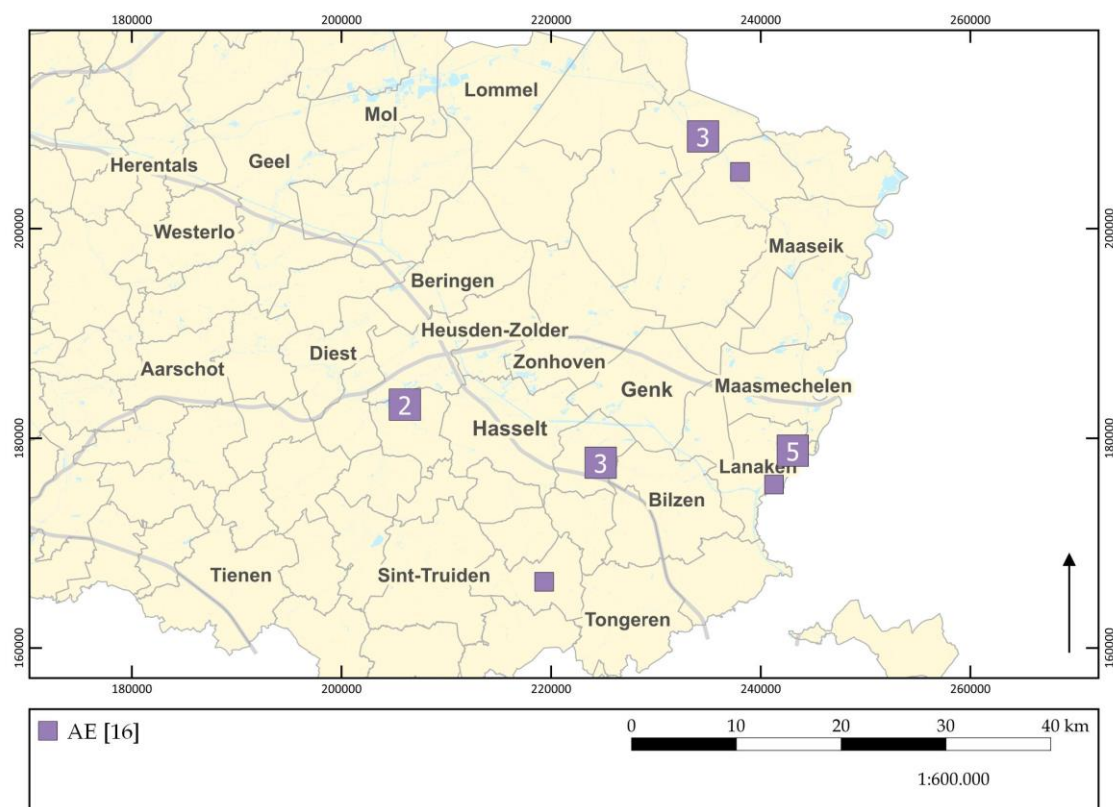 180000 200000 220000 240000 260000
Lommel
Mol
3
Herentals
Geel
200000
200000
Westerlo
Maaseik
Beringen
Heusden-Zolder
Diest
Zonhoven
Aarschot
Genk
Maasmechelen
2
Hasselt
180000
180000
5
3
Lanaken
Bilzen
Tienen
Sint-Truiden
Tongeren
160000
160000
180000 200000 220000 240000 260000
AE [16]
0 10 20 30 40 km
1:600.000